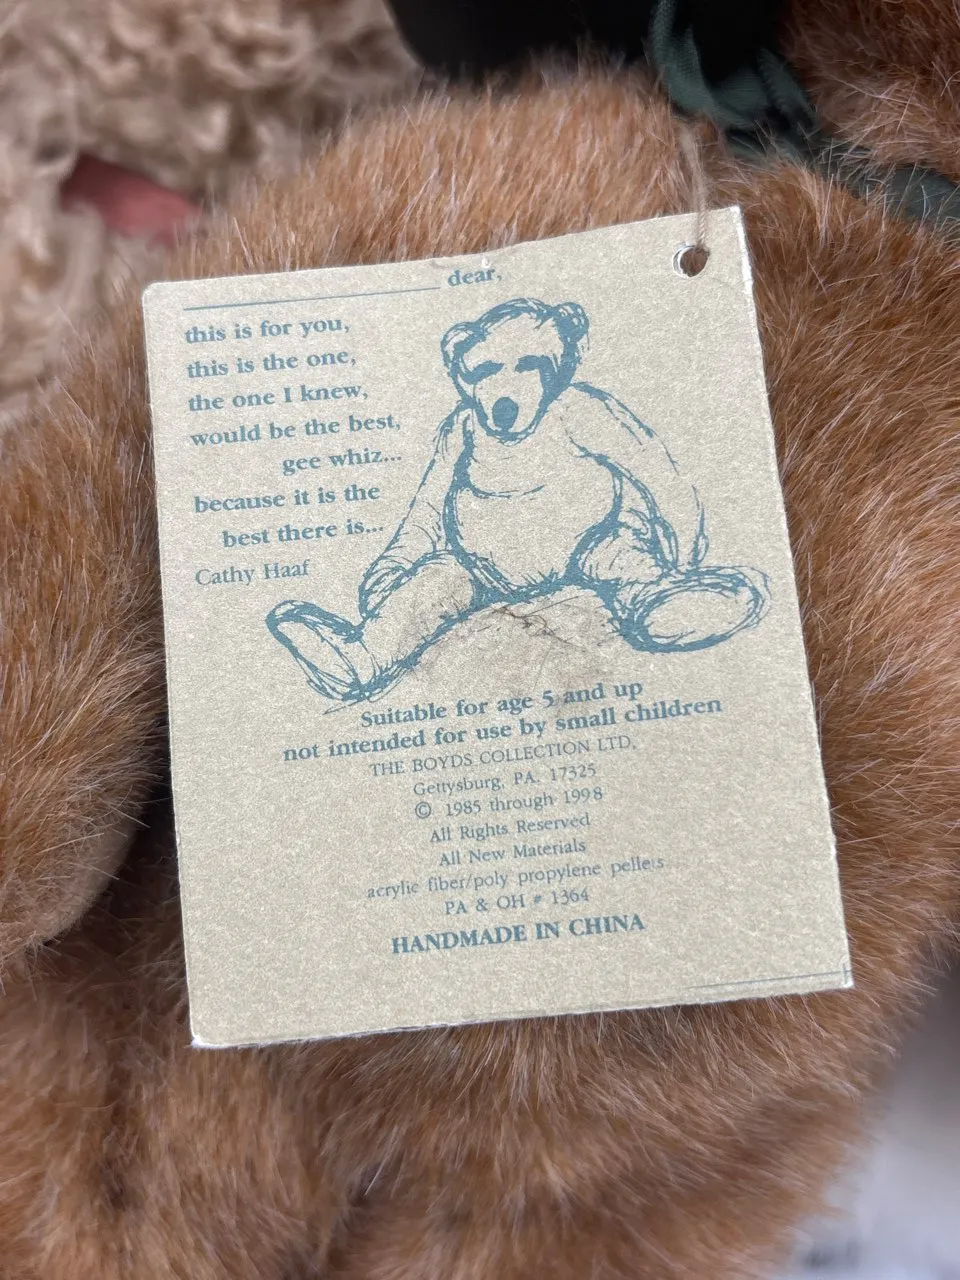 dear,
this is for you,
this is the one,
the one I knew,
would be the best,
gee whiz...
because it is the
best there is...
Cathy Haaf
Suitable for age 5 and up
not intended for use by small children
THE BOYDS COLLECTION LTD.
Gettysburg, PA. 17325
© 1985 through 1998
All Rights Reserved
All New Materials
acrylic fiber/poly propylene pellets
PA & OH # 1364
HANDMADE IN CHINA